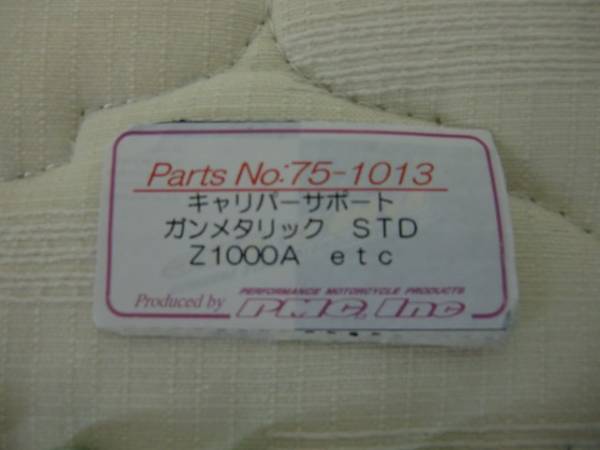 Parts No:75-1013
キャリパーサポート
ガンメタリック STD
Z1000A etc
PERFORMANCE MOTORCYCLE PRODUCTS
Produced by PMC, Inc